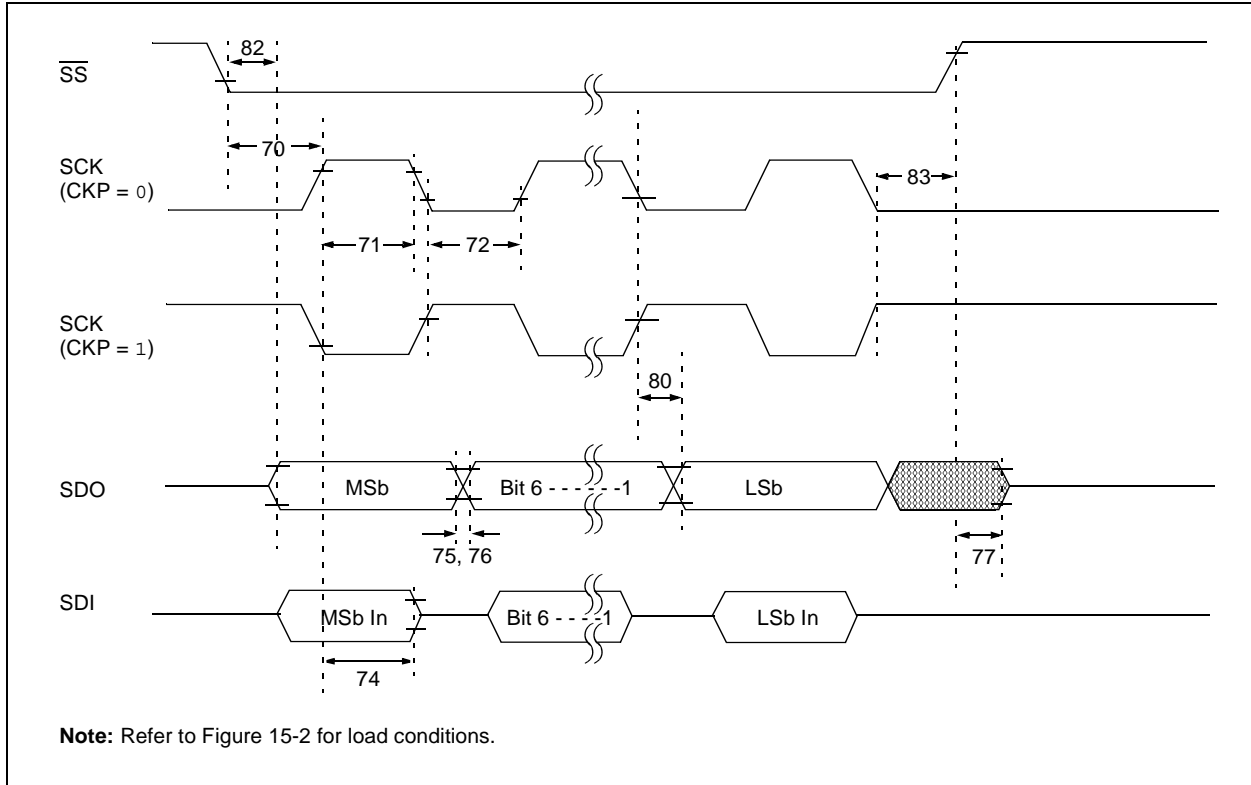 82
SS
70
SCK
(CKP = 0)
83
71
72
SCK
(CKP = 1)
80
SDO
MSb
Bit 6 - - - - - -1
LSb
75, 76
77
SDI
MSb In
Bit 6 - - - -1
LSb In
74
Note: Refer to Figure 15-2 for load conditions.